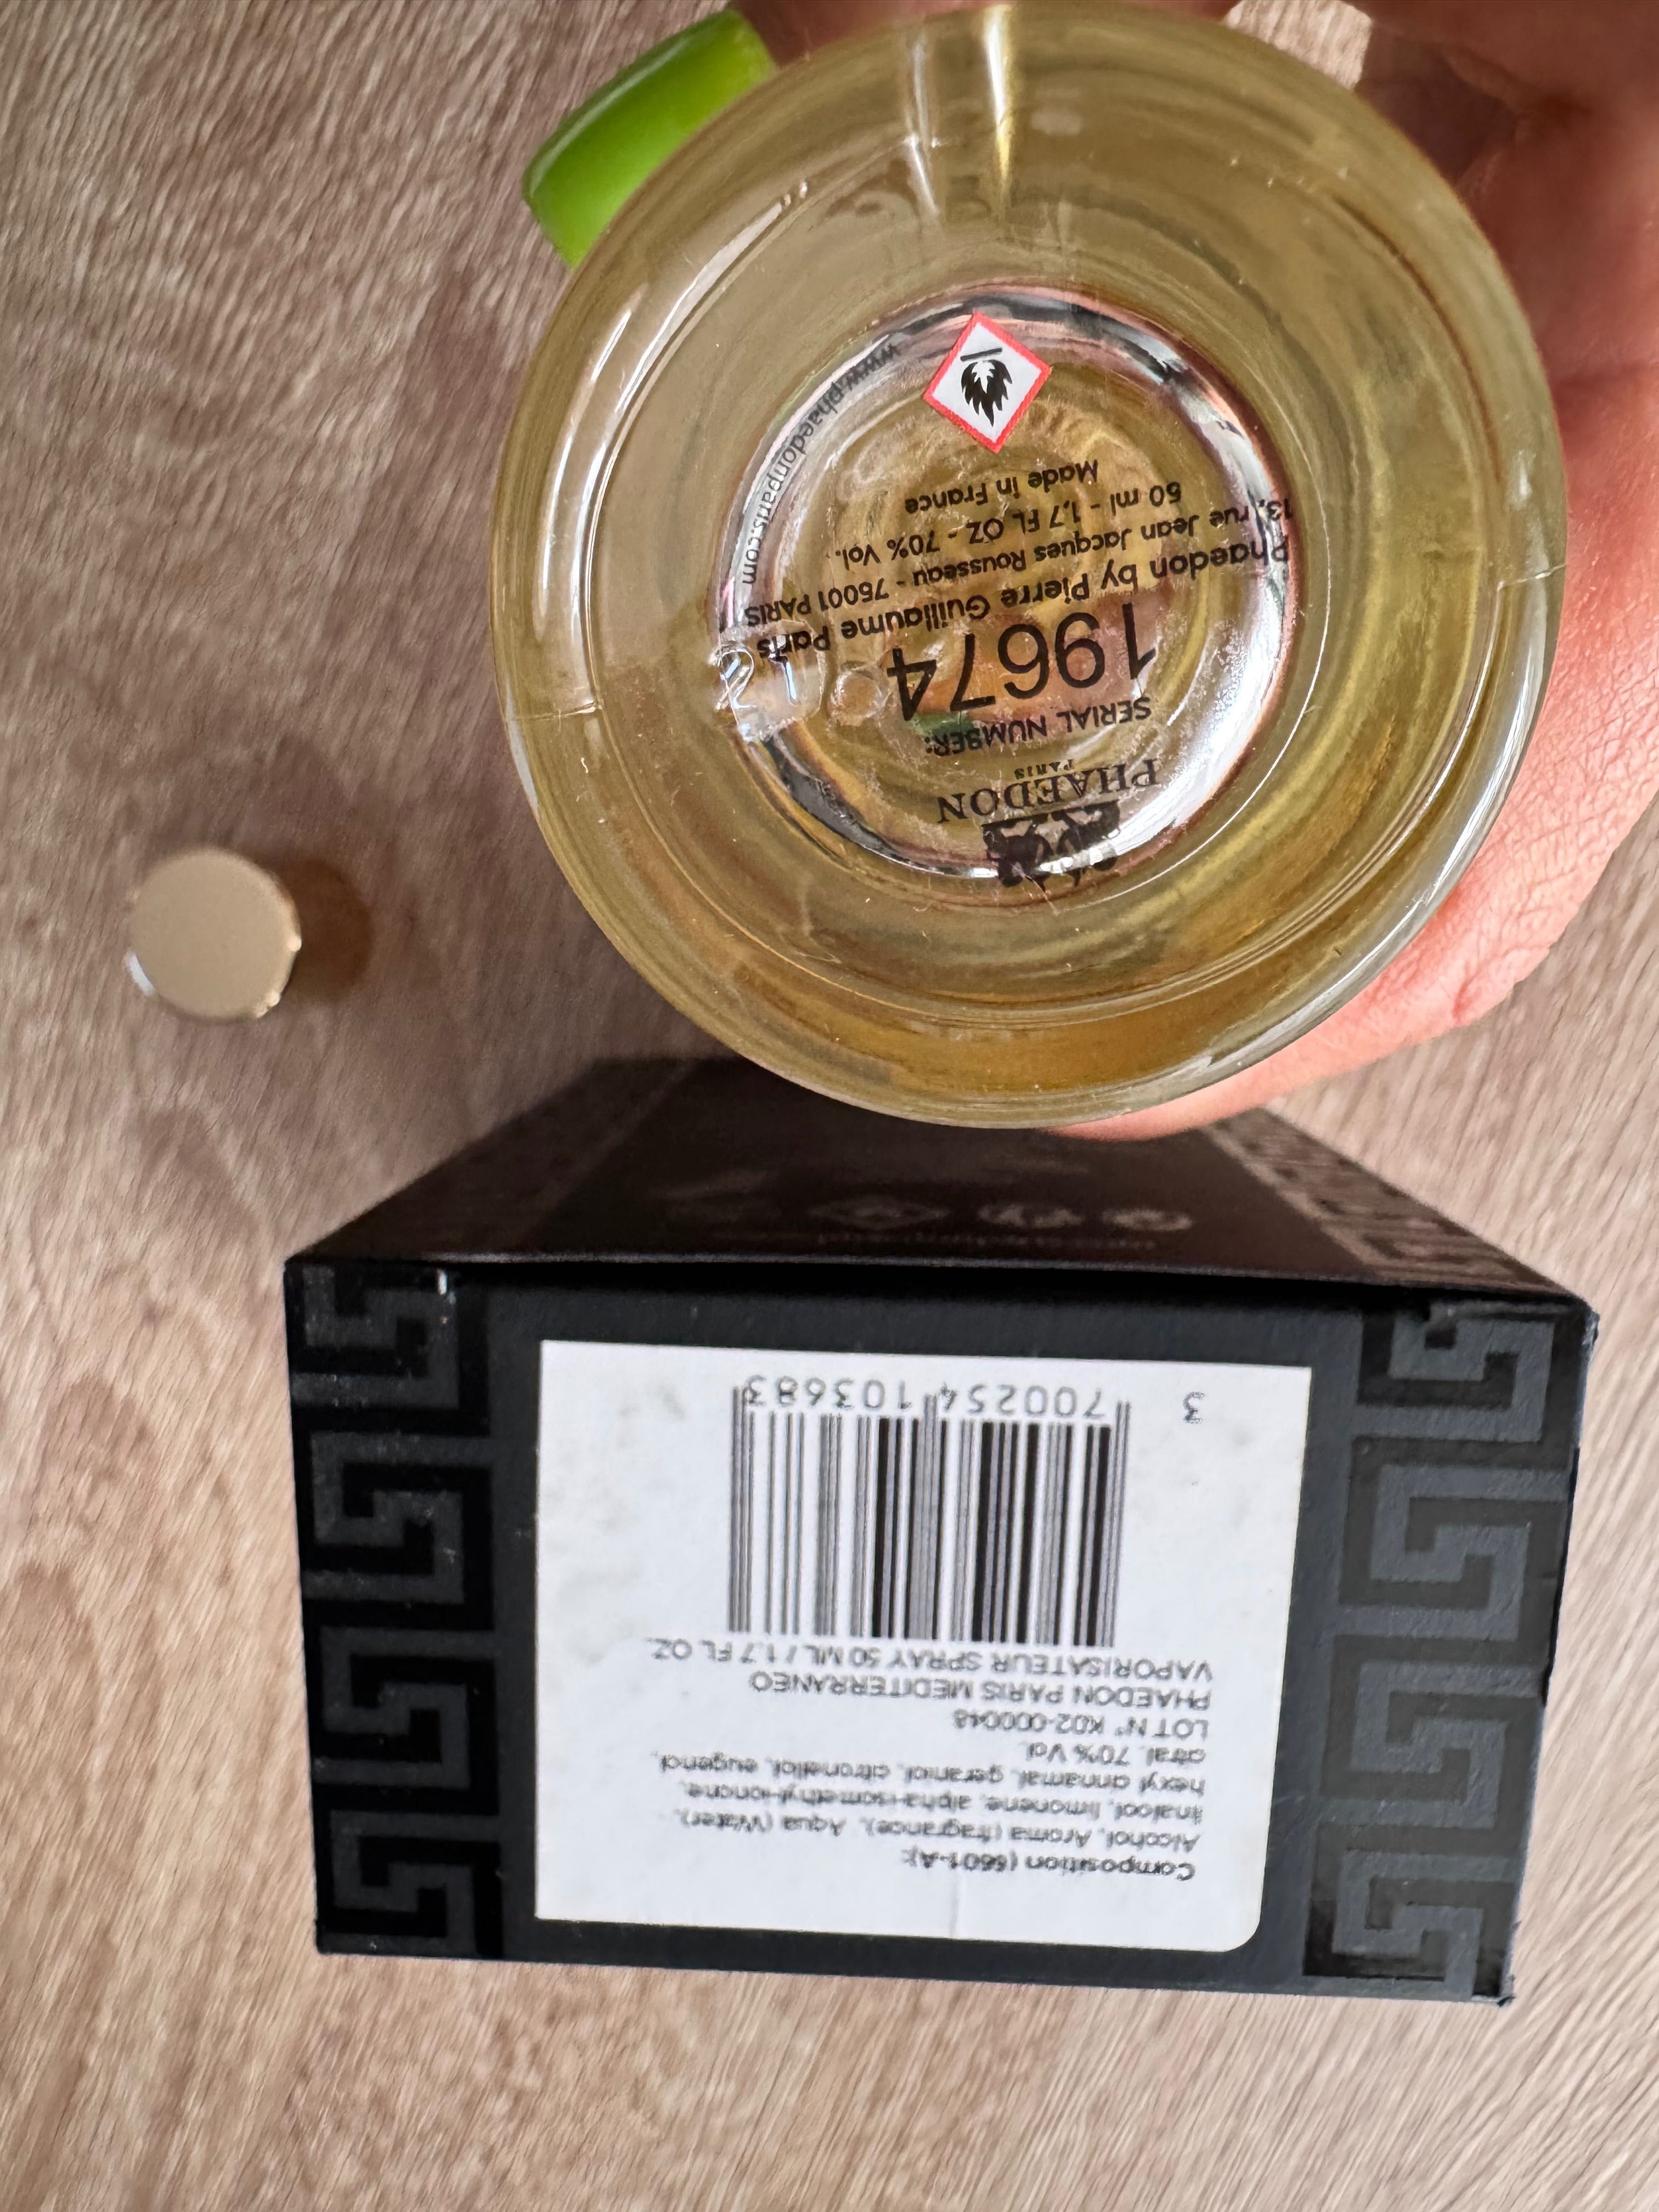 PHAEDON
PARIS
SERIAL NUMBER:
19674
Phaedon by Pierre Guillaume Paris
13, rue Jean Jacques Rousseau - 75001 PARIS
50 ml - 1,7 FL OZ - 70% Vol.
Made in France
www.phaedonparis.com
21
Composition (5501-A):
Alcohol, Aroma (fragrance), Aqua (Water),
linalool, limonene, alpha-isomethyl-ionone,
hexyl cinnamal, geraniol, citronellol, eugenol,
citral. 70% Vol.
LOT N° K02-000048
PHAEDON PARIS MEDITERRANEO
VAPORISATEUR SPRAY 50 ML / 1.7 FL OZ.
3 700254 103683